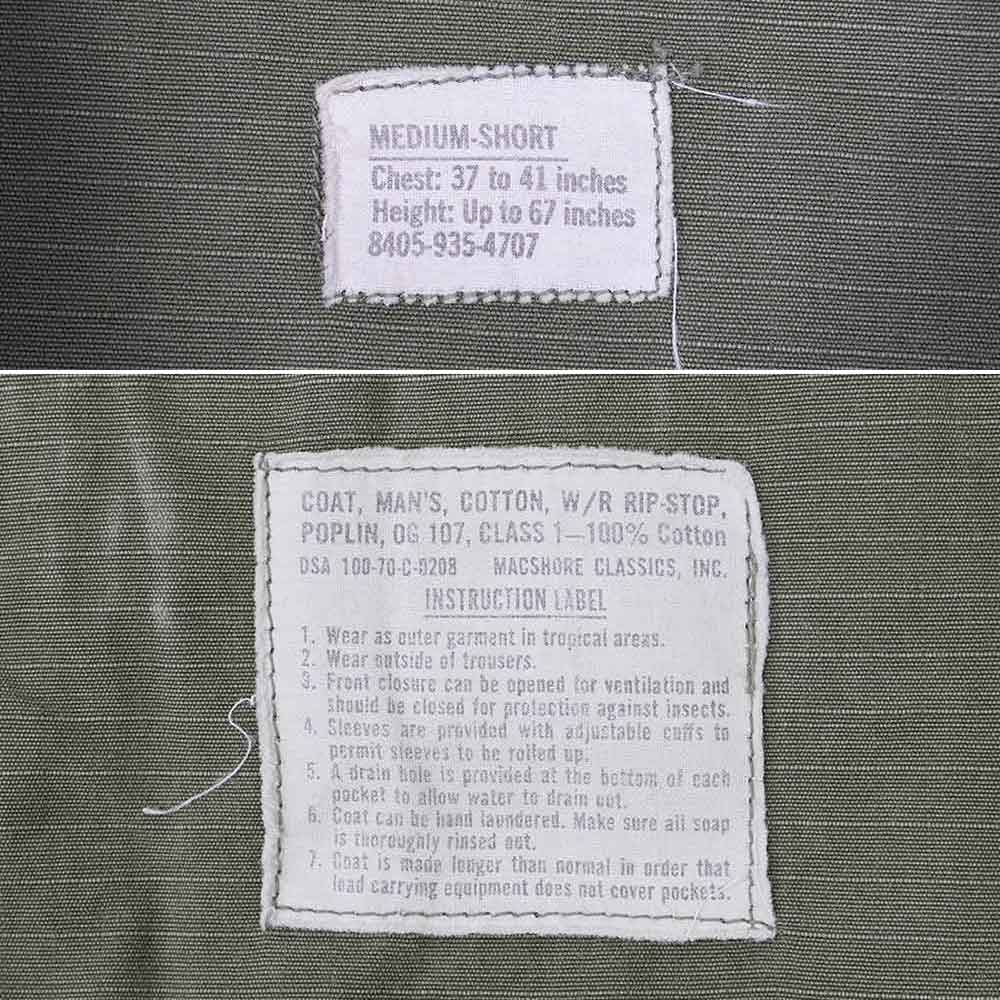 MEDIUM-SHORT
Chest: 37 to 41 inches
Height: Up to 67 inches
8405-935-4707
COAT, MAN'S, COTTON, W/R RIP-STOP,
POPLIN, OG 107, CLASS 1—100% Cotton
DSA 100-70-C-0208 MACSHORE CLASSICS, INC.
INSTRUCTION LABEL
1. Wear as outer garment in tropical areas.
2. Wear outside of trousers.
3. Front closure can be opened for ventilation and
should be closed for protection against insects.
4. Sleeves are provided with adjustable cuffs to
permit sleeves to be rolled up.
5. A drain hole is provided at the bottom of each
pocket to allow water to drain out.
6. Coat can be hand laundered. Make sure all soap
is thoroughly rinsed out.
7. Coat is made longer than normal in order that
load carrying equipment does not cover pockets.